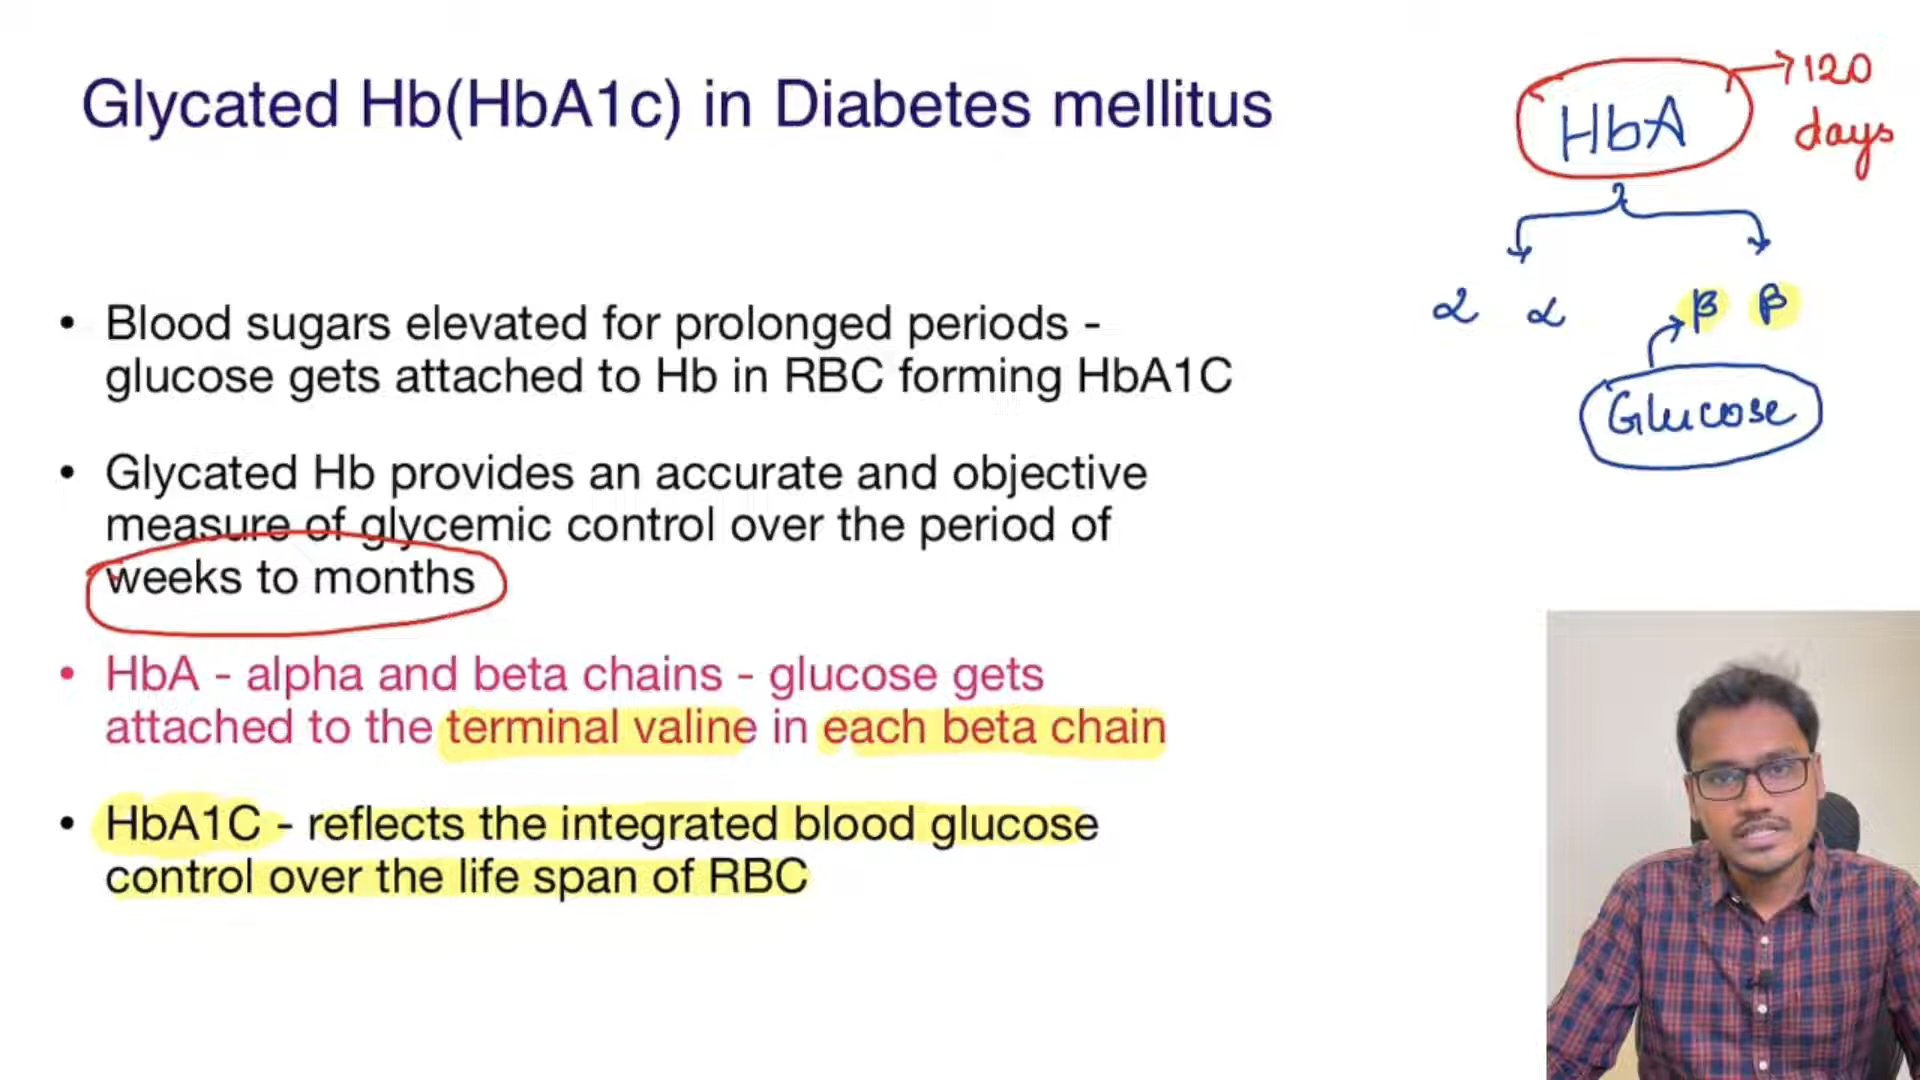 Glycated Hb(HbA1c) in Diabetes mellitus
• Blood sugars elevated for prolonged periods -
glucose gets attached to Hb in RBC forming HbA1C
• Glycated Hb provides an accurate and objective
measure of glycemic control over the period of
weeks to months
• HbA - alpha and beta chains - glucose gets
attached to the terminal valine in each beta chain
• HbA1C - reflects the integrated blood glucose
control over the life span of RBC
HbA → 120
days
α α β β
Glucose